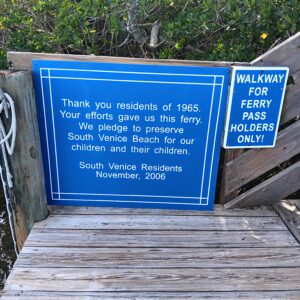 Thank you residents of 1965.
Your efforts gave us this ferry.
We pledge to preserve
South Venice Beach for our
children and their children.
South Venice Residents
November, 2006
WALKWAY
FOR
FERRY
PASS
HOLDERS
ONLY!